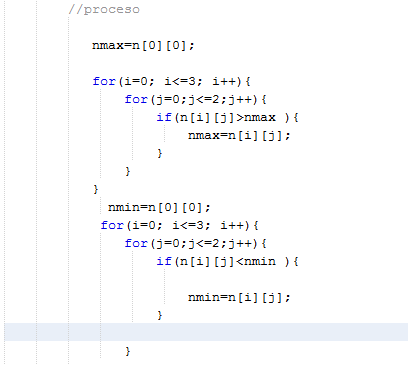 //proceso
nmax=n[0][0];
for(i=0; i<=3; i++){
for(j=0;j<=2;j++){
if(n[i][j]>nmax ){
nmax=n[i][j];
}
}
}
nmin=n[0][0];
for(i=0; i<=3; i++){
for(j=0;j<=2;j++){
if(n[i][j]<nmin ){
nmin=n[i][j];
}
}